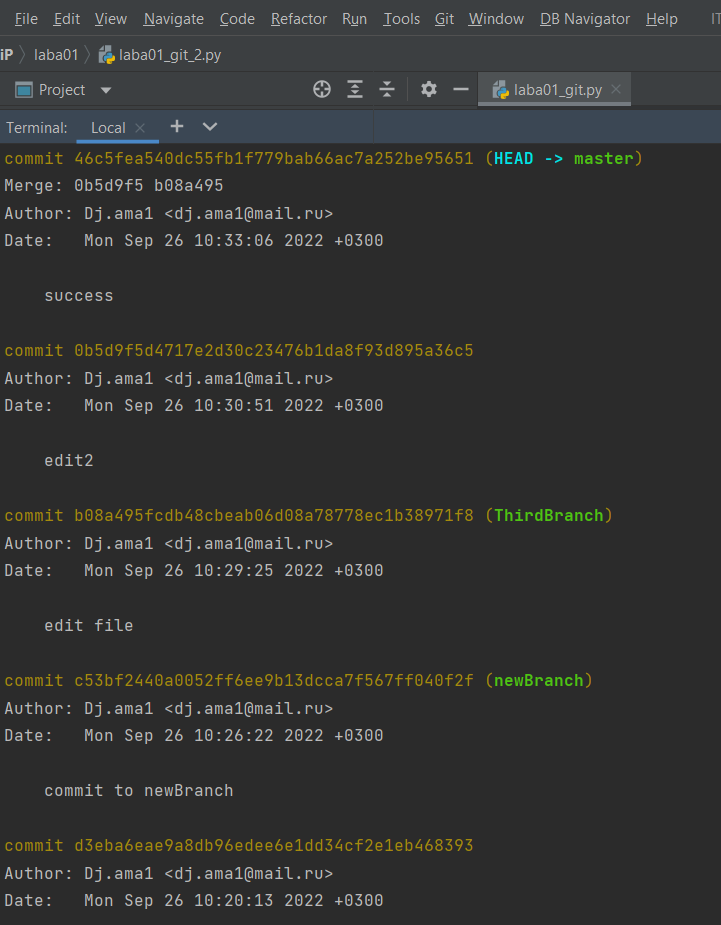 File Edit View Navigate Code Refactor Run Tools Git Window DB Navigator Help IT
iP laba01 laba01_git_2.py
Project laba01_git.py
Terminal: Local
commit 46c5fea540dc55fb1f779bab66ac7a252be95651 (HEAD -> master)
Merge: 0b5d9f5 b08a495
Author: Dj.ama1 <dj.ama1@mail.ru>
Date:   Mon Sep 26 10:33:06 2022 +0300
success
commit 0b5d9f5d4717e2d30c23476b1da8f93d895a36c5
Author: Dj.ama1 <dj.ama1@mail.ru>
Date:   Mon Sep 26 10:30:51 2022 +0300
edit2
commit b08a495fcdb48cbeab06d08a78778ec1b38971f8 (ThirdBranch)
Author: Dj.ama1 <dj.ama1@mail.ru>
Date:   Mon Sep 26 10:29:25 2022 +0300
edit file
commit c53bf2440a0052ff6ee9b13dcca7f567ff040f2f (newBranch)
Author: Dj.ama1 <dj.ama1@mail.ru>
Date:   Mon Sep 26 10:26:22 2022 +0300
commit to newBranch
commit d3eba6eae9a8db96edee6e1dd34cf2e1eb468393
Author: Dj.ama1 <dj.ama1@mail.ru>
Date:   Mon Sep 26 10:20:13 2022 +0300